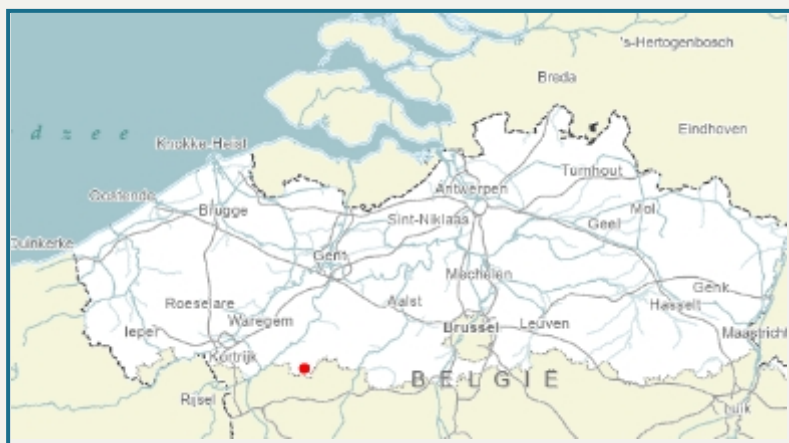 's-Hertogenbosch
Breda
Eindhoven
d z e e
Knokke-Heist
Turnhout
Antwerpen
Oostende
Mol
Brugge
Sint-Niklaas
Geel
Duinkerke
Gent
Mechelen
Genk
Roeselare
Aalst
Hasselt
Waregem
Brussel
Leuven
Ieper
Maastricht
Kortrijk
BELGIË
Rijsel
Luik